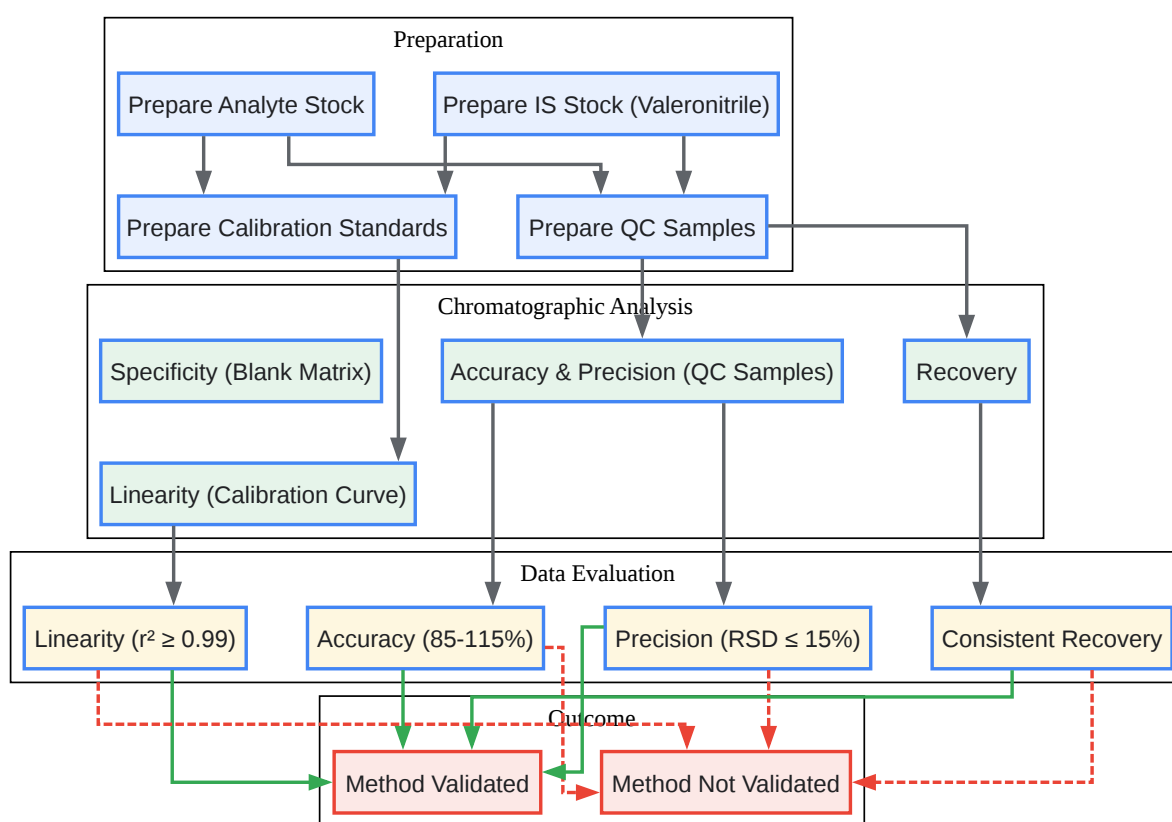 Preparation
Prepare Analyte Stock
Prepare IS Stock (Valeronitrile)
Prepare Calibration Standards
Prepare QC Samples
Chromatographic Analysis
Specificity (Blank Matrix)
Accuracy & Precision (QC Samples)
Recovery
Linearity (Calibration Curve)
Data Evaluation
Linearity (r² ≥ 0.99)
Accuracy (85-115%)
Precision (RSD ≤ 15%)
Consistent Recovery
Outcome
Method Validated
Method Not Validated